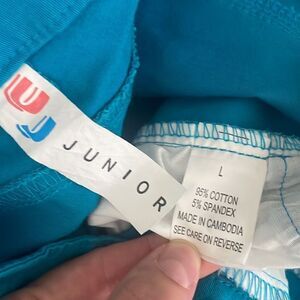 JUNIOR
L
95% COTTON
5% SPANDEX
MADE IN CAMBODIA
SEE CARE ON REVERSE